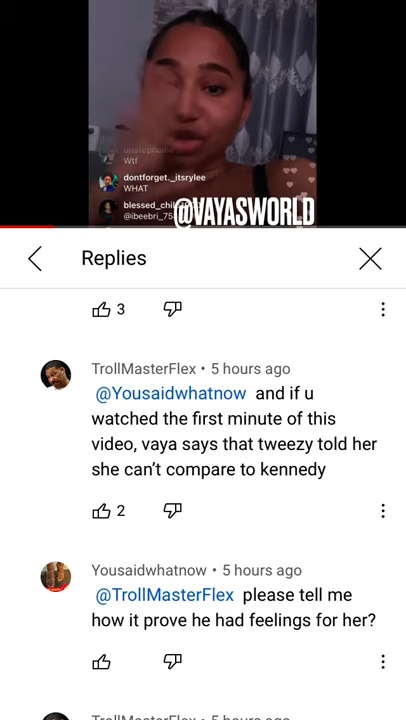 unstephanie
Wtf
dontforget._itsrylee
WHAT
@VAYASWORLD
Replies
3
TrollMasterFlex • 5 hours ago
@Yousaidwhatnow and if u
watched the first minute of this
video, vaya says that tweezy told her
she can’t compare to kennedy
2
Yousaidwhatnow • 5 hours ago
@TrollMasterFlex please tell me
how it prove he had feelings for her?
TrollMasterFlex • 5 hours ago